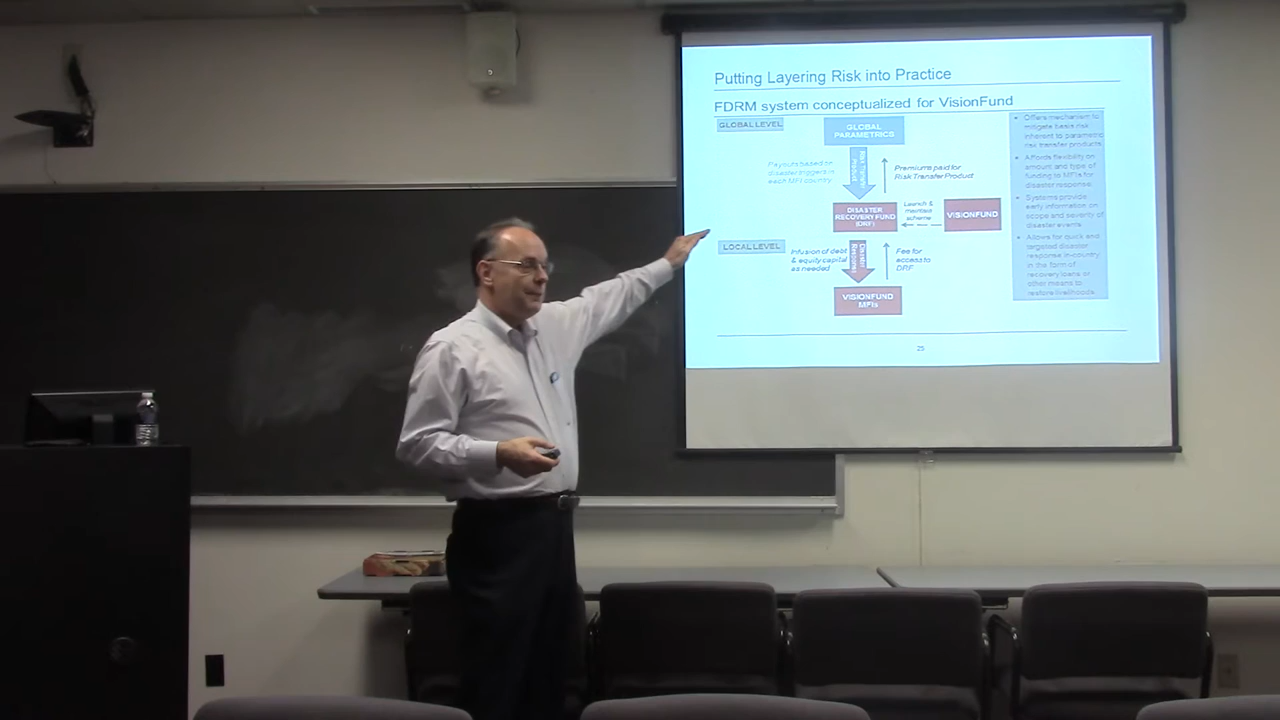 Putting Layering Risk into Practice
FDRM system conceptualized for VisionFund
GLOBAL LEVEL
GLOBAL
PARAMETRICS
Payouts based on
disaster triggers in
each MFI country
Risk Transfer
Product
Premiums paid for
Risk Transfer Product
DISASTER
RECOVERY FUND
(DRF)
Launch &
maintain
scheme
VISIONFUND
LOCAL LEVEL
Infusion of debt
& equity capital
as needed
Disaster
Response
Fee for
access to
DRF
VISIONFUND
MFIs
• Offers mechanism to
mitigate basis risk
inherent to parametric
risk transfer products
• Affords flexibility on
amount and type of
funding to MFIs for
disaster response
• Systems provide
early information on
scope and severity of
disaster events
• Allows for quick and
targeted disaster
response in-country
in the form of
recovery loans or
other means to
restore livelihoods
25